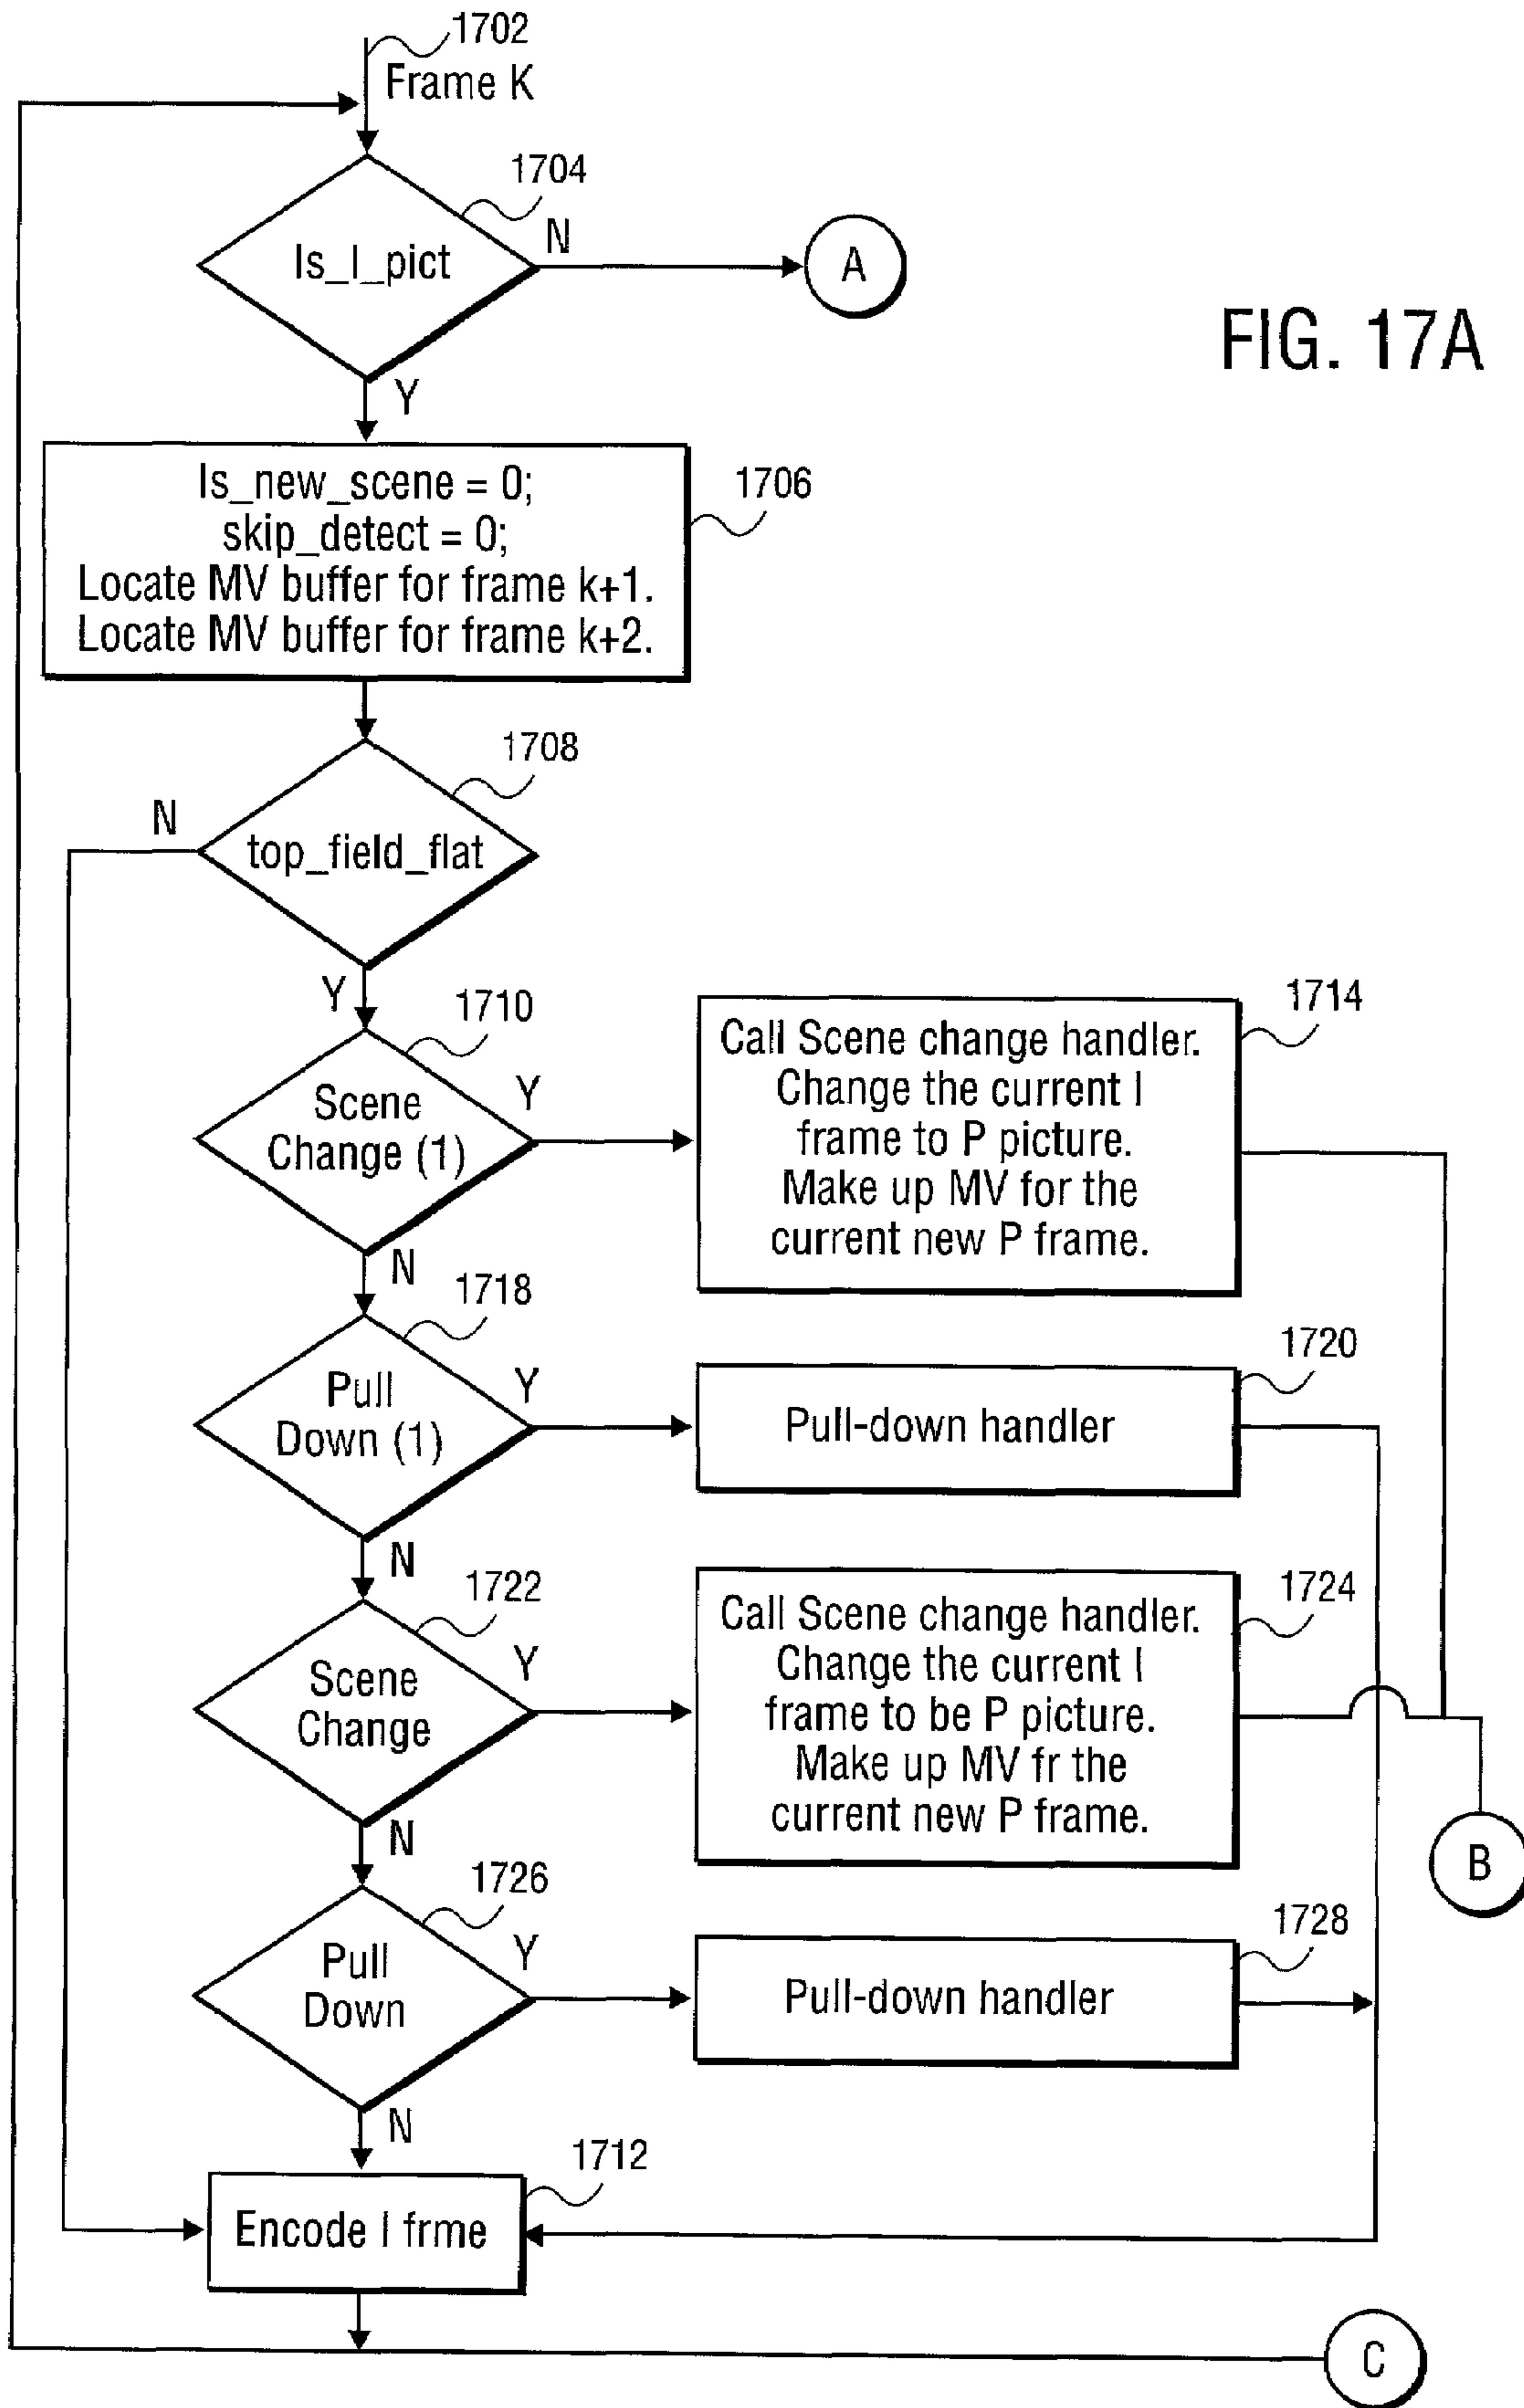 1702
Frame K
1704
Is_I_pict
N
A
FIG. 17A
Y
Is_new_scene = 0;
skip_detect = 0;
Locate MV buffer for frame k+1.
Locate MV buffer for frame k+2.
1706
1708
N
top_field_flat
Y
1710
Scene
Change (1)
Y
Call Scene change handler.
Change the current I
frame to P picture.
Make up MV for the
current new P frame.
1714
N
1718
Pull
Down (1)
Y
Pull-down handler
1720
N
1722
Scene
Change
Y
Call Scene change handler.
Change the current I
frame to be P picture.
Make up MV fr the
current new P frame.
1724
B
N
1726
Pull
Down
Y
Pull-down handler
1728
N
1712
Encode I frme
C